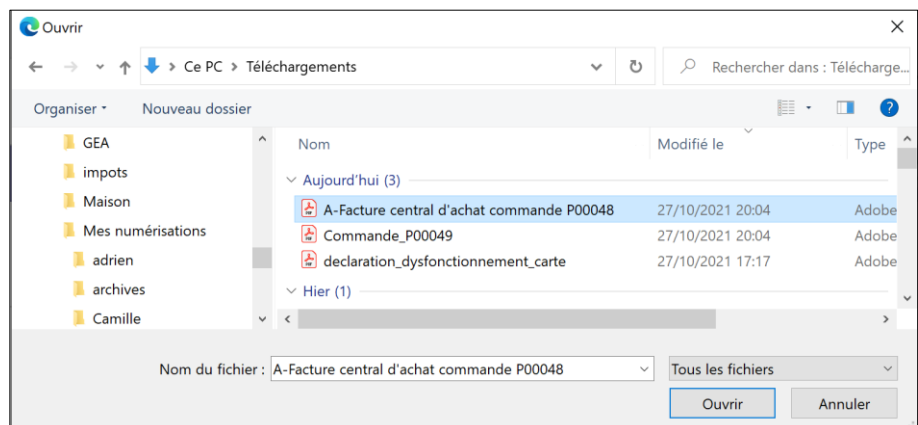 Ouvrir
Ce PC > Téléchargements
Rechercher dans : Télécharge...
Organiser
Nouveau dossier
GEA
impots
Maison
Mes numérisations
adrien
archives
Camille
Nom
Modifié le
Type
Aujourd'hui (3)
A-Facture central d'achat commande P00048 27/10/2021 20:04 Adobe
Commande_P00049 27/10/2021 20:04 Adobe
declaration_dysfonctionnement_carte 27/10/2021 17:17 Adobe
Hier (1)
Nom du fichier : A-Facture central d'achat commande P00048
Tous les fichiers
Ouvrir
Annuler